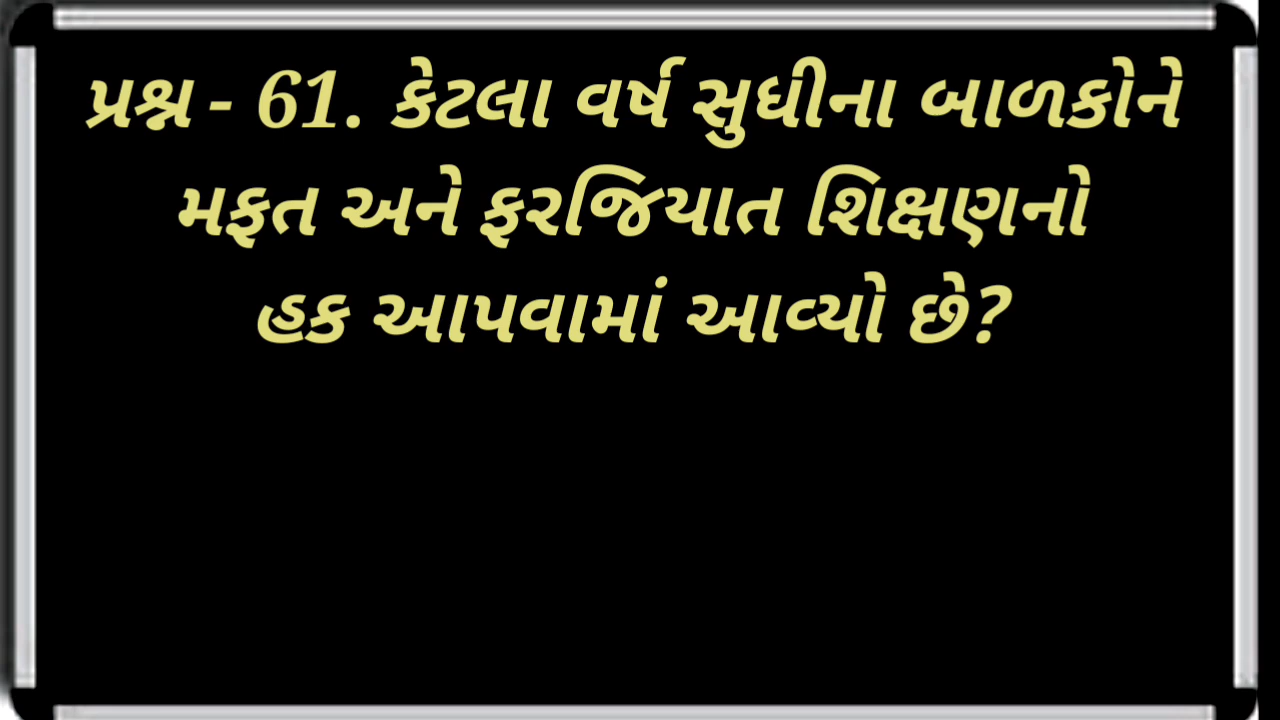 પ્રશ્ન - 61. કેટલા વર્ષ સુધીના બાળકોને
મફત અને ફરજિયાત શિક્ષણનો
હક આપવામાં આવ્યો છે?